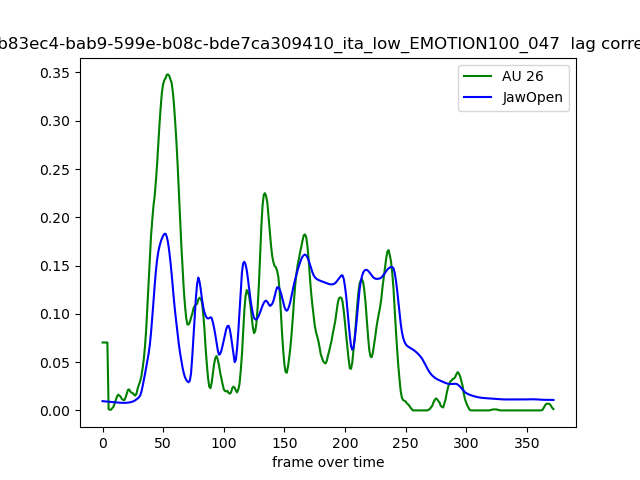 b83ec4-bab9-599e-b08c-bde7ca309410_ita_low_EMOTION100_047 lag corre
AU 26
JawOpen
0.35
0.30
0.25
0.20
0.15
0.10
0.05
0.00
0 50 100 150 200 250 300 350
frame over time